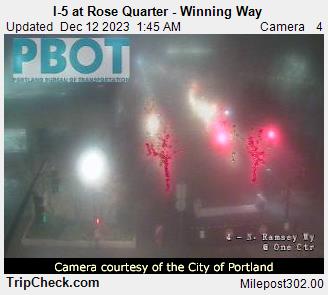 I-5 at Rose Quarter - Winning Way
Updated Dec 12 2023 1:45 AM Camera 4
PBOT
PORTLAND BUREAU OF TRANSPORTATION
4 - N. Ramsey Wy
@ One Ctr
Camera courtesy of the City of Portland
TripCheck.com Milepost302.00